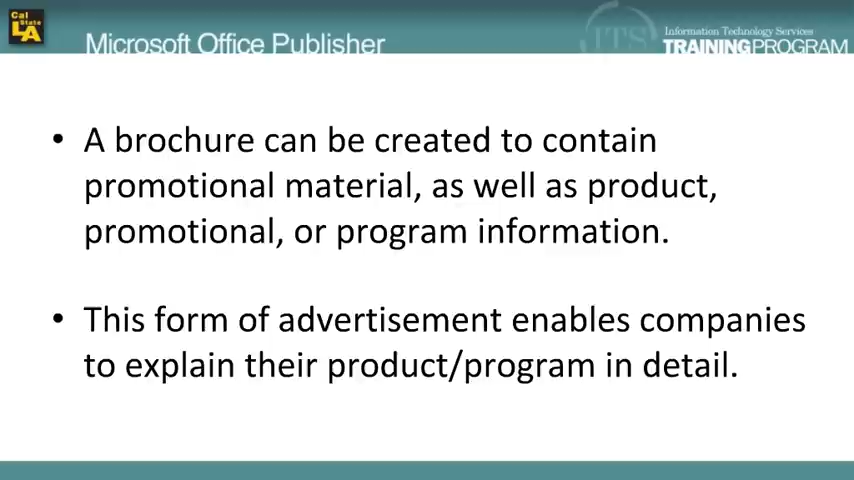 Cal
State
LA
Microsoft Office Publisher
ITS
Information Technology Services
TRAININGPROGRAM
• A brochure can be created to contain
promotional material, as well as product,
promotional, or program information.
• This form of advertisement enables companies
to explain their product/program in detail.